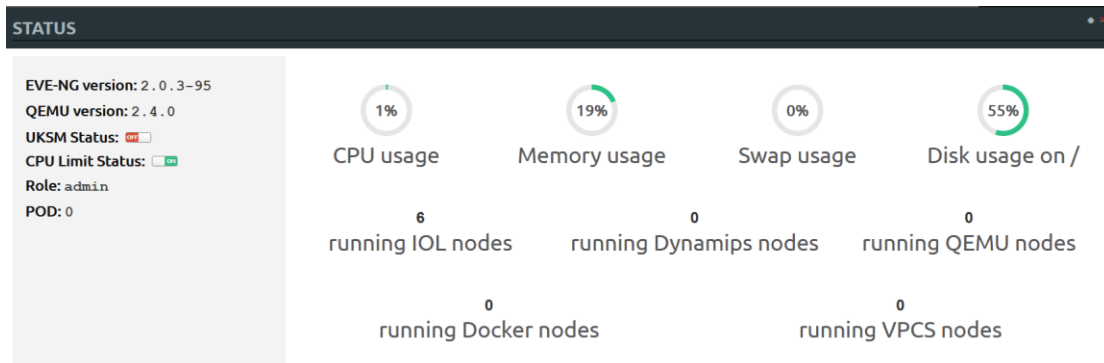 STATUS
EVE-NG version: 2.0.3-95
QEMU version: 2.4.0
UKSM Status: OFF
CPU Limit Status: ON
Role: admin
POD: 0
1%
19%
0%
55%
CPU usage
Memory usage
Swap usage
Disk usage on /
6
0
0
running IOL nodes
running Dynamips nodes
running QEMU nodes
0
0
running Docker nodes
running VPCS nodes